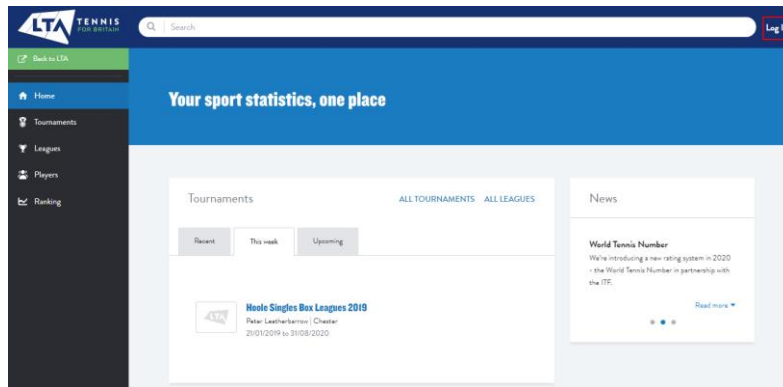 LTA TENNIS
FOR BRITAIN
Search
Log I
Back to LTA
Home
Tournaments
Leagues
Players
Ranking
Your sport statistics, one place
Tournaments
ALL TOURNAMENTS ALL LEAGUES
Recent This week Upcoming
LTA
Hoole Singles Box Leagues 2019
Peter Leatherbarrow | Chester
21/01/2019 to 31/08/2020
News
World Tennis Number
We're introducing a new rating system in 2020
- the World Tennis Number in partnership with
the ITF.
Read more